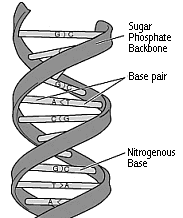 G C
Sugar
Phosphate
Backbone
Base pair
G C
A T
C G
Nitrogenous
Base
G C
T A
A